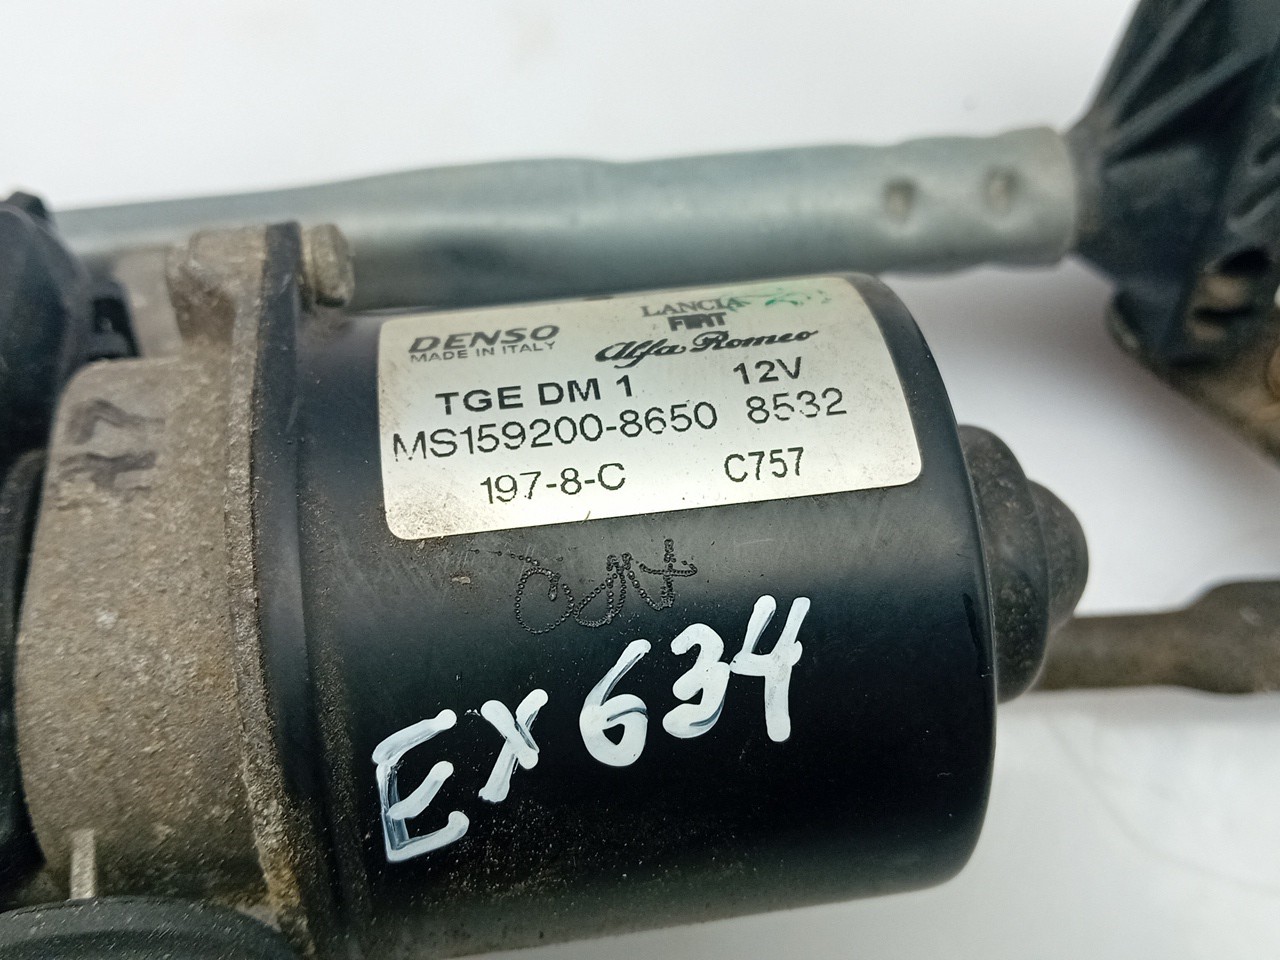 DENSO
MADE IN ITALY
LANCIA
FIAT
Alfa Romeo
TGE DM 1 12V
MS159200-8650 8532
197-8-C C757
EX634